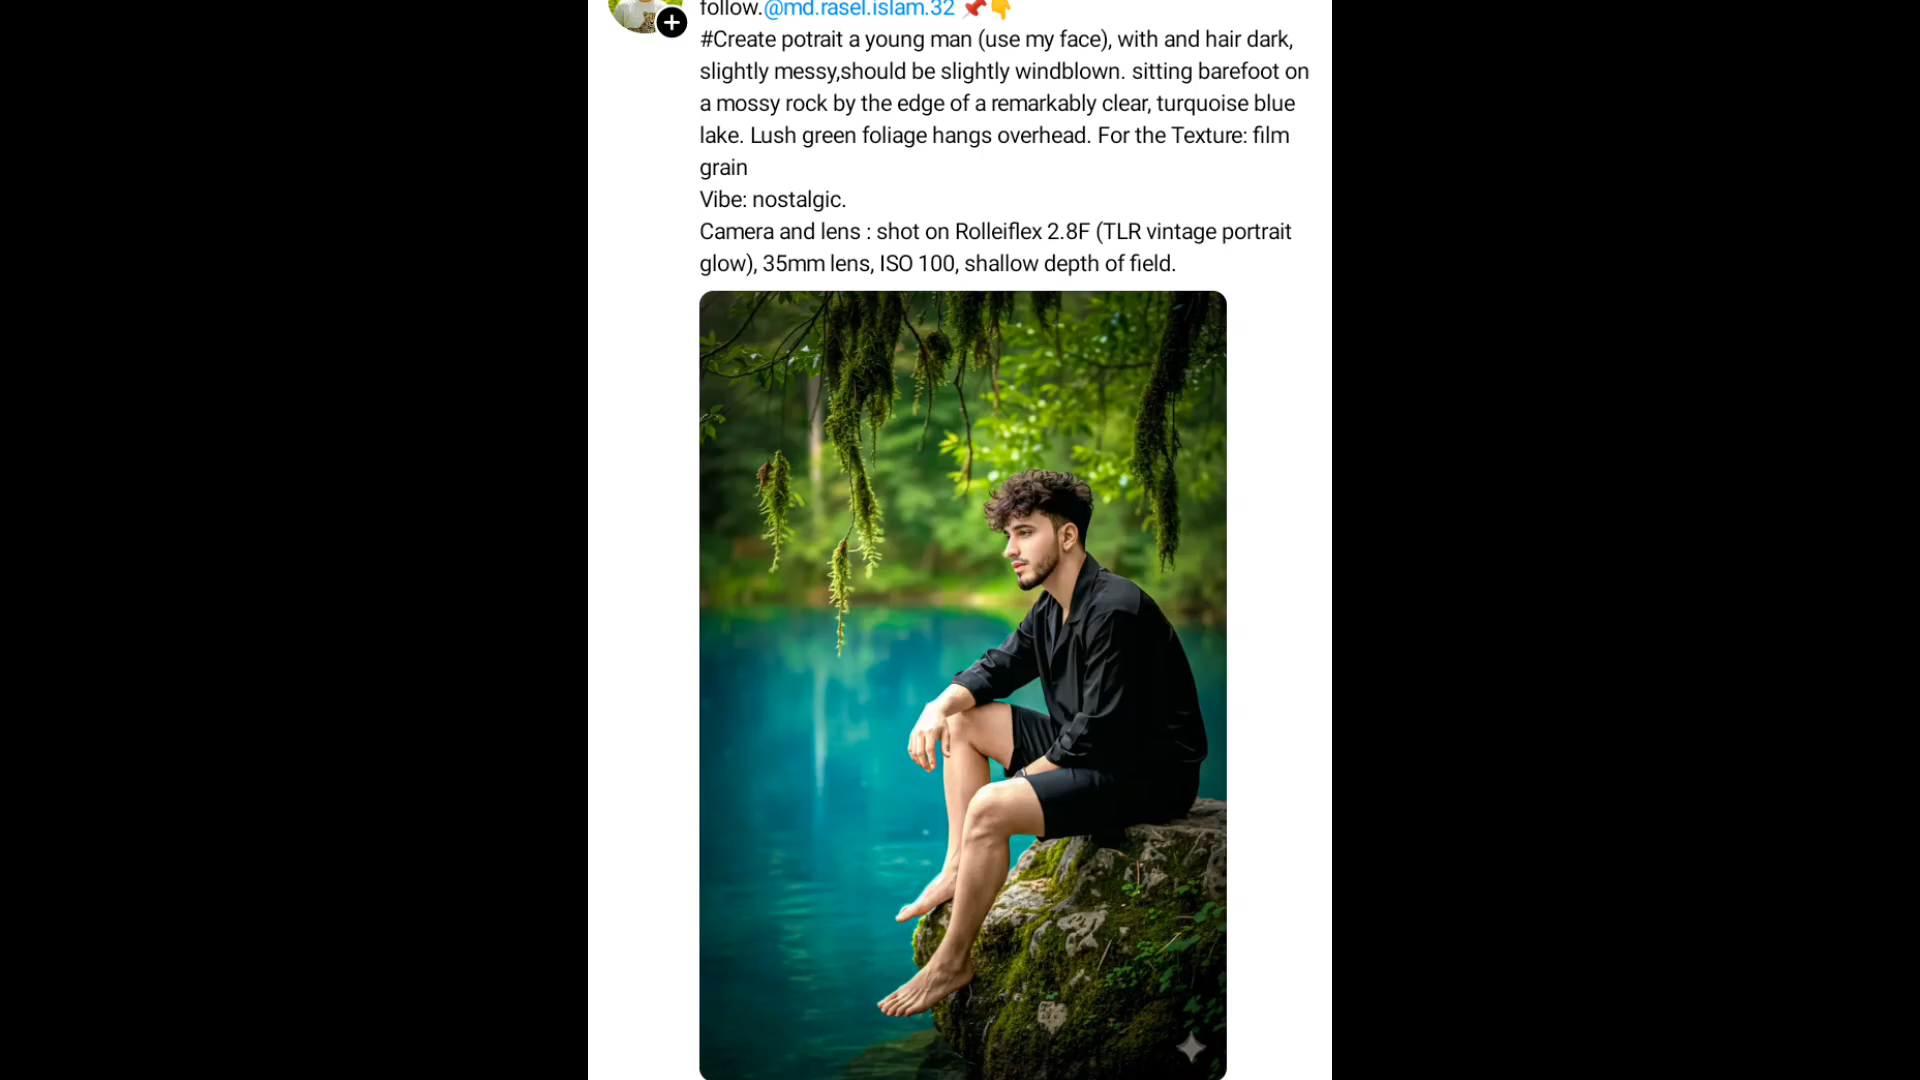 follow.@md.rasel.islam.32 📌👇
#Create potrait a young man (use my face), with and hair dark,
slightly messy,should be slightly windblown. sitting barefoot on
a mossy rock by the edge of a remarkably clear, turquoise blue
lake. Lush green foliage hangs overhead. For the Texture: film
grain
Vibe: nostalgic.
Camera and lens : shot on Rolleiflex 2.8F (TLR vintage portrait
glow), 35mm lens, ISO 100, shallow depth of field.